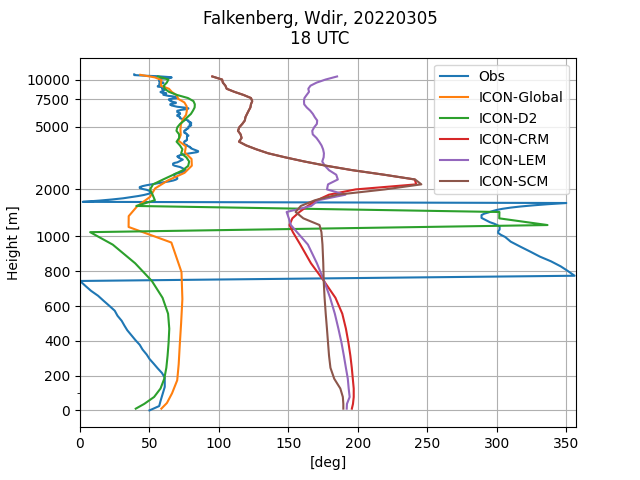 Falkenberg, Wdir, 20220305
18 UTC
Height [m]
10000
7500
5000
2000
1000
800
600
400
200
0
Obs
ICON-Global
ICON-D2
ICON-CRM
ICON-LEM
ICON-SCM
0 50 100 150 200 250 300 350
[deg]